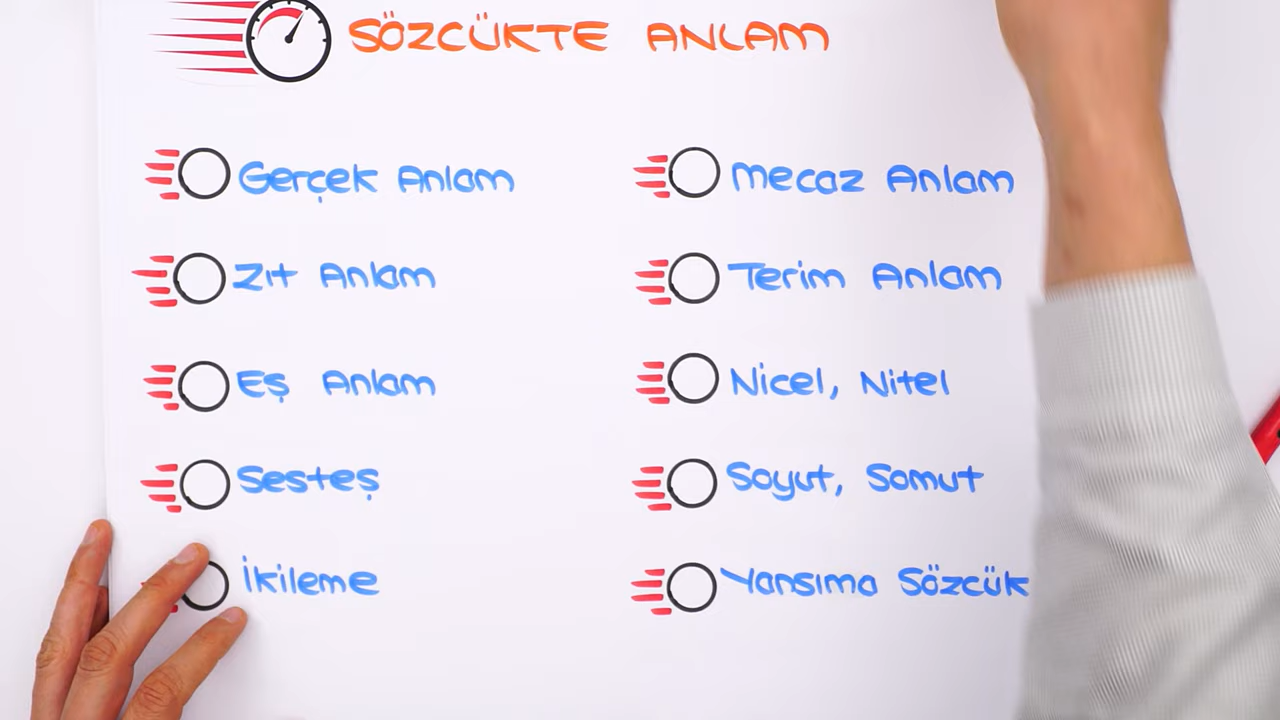 SÖZCÜKTE ANLAM
Gerçek Anlam
Zıt Anlam
Eş Anlam
Sesteş
İkileme
Mecaz Anlam
Terim Anlam
Nicel, Nitel
Soyut, Somut
Yansıma Sözcük